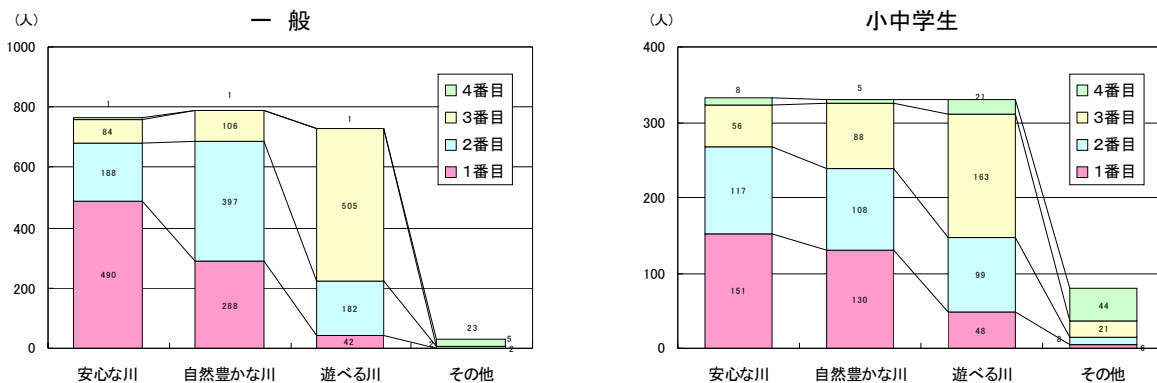 (人)
一 般
1000
800
600
400
200
0
1
84
188
490
1
106
397
288
1
505
182
42
23
5
2
2
4番目
3番目
2番目
1番目
安心な川
自然豊かな川
遊べる川
その他
(人)
小中学生
400
300
200
100
0
8
56
117
151
5
88
108
130
21
163
99
48
44
21
8
6
4番目
3番目
2番目
1番目
安心な川
自然豊かな川
遊べる川
その他